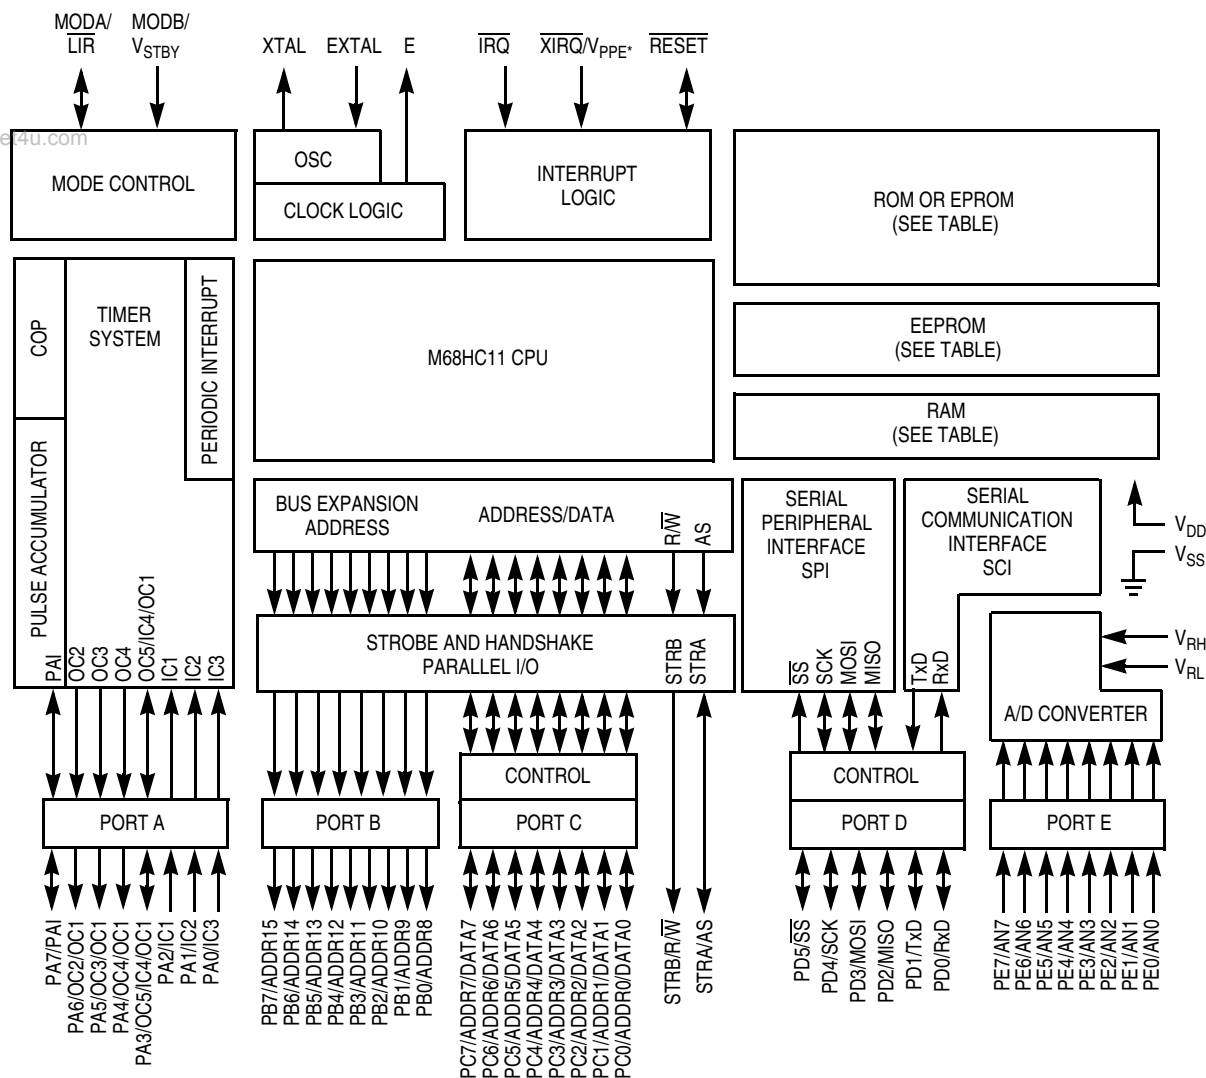 MODA/
LIR
MODB/
VSTBY
XTAL
EXTAL
E
IRQ
XIRQ/VPPE*
RESET
et4u.com
MODE CONTROL
OSC
CLOCK LOGIC
INTERRUPT
LOGIC
ROM OR EPROM
(SEE TABLE)
COP
TIMER
SYSTEM
PERIODIC INTERRUPT
M68HC11 CPU
EEPROM
(SEE TABLE)
RAM
(SEE TABLE)
PULSE ACCUMULATOR
BUS EXPANSION
ADDRESS
ADDRESS/DATA
R/W
AS
SERIAL
PERIPHERAL
INTERFACE
SPI
SERIAL
COMMUNICATION
INTERFACE
SCI
VDD
VSS
PAI
OC2
OC3
OC4
OC5/IC4/OC1
IC1
IC2
IC3
STROBE AND HANDSHAKE
PARALLEL I/O
STRB
STRA
SS
SCK
MOSI
MISO
TxD
RxD
VRH
VRL
A/D CONVERTER
CONTROL
CONTROL
PORT A
PORT B
PORT C
PORT D
PORT E
PA7/PAI
PA6/OC2/OC1
PA5/OC3/OC1
PA4/OC4/OC1
PA3/OC5/IC4/OC1
PA2/IC1
PA1/IC2
PA0/IC3
PB7/ADDR15
PB6/ADDR14
PB5/ADDR13
PB4/ADDR12
PB3/ADDR11
PB2/ADDR10
PB1/ADDR9
PB0/ADDR8
PC7/ADDR7/DATA7
PC6/ADDR6/DATA6
PC5/ADDR5/DATA5
PC4/ADDR4/DATA4
PC3/ADDR3/DATA3
PC2/ADDR2/DATA2
PC1/ADDR1/DATA1
PC0/ADDR0/DATA0
STRB/R/W
STRA/AS
PD5/SS
PD4/SCK
PD3/MOSI
PD2/MISO
PD1/TxD
PD0/RxD
PE7/AN7
PE6/AN6
PE5/AN5
PE4/AN4
PE3/AN3
PE2/AN2
PE1/AN1
PE0/AN0